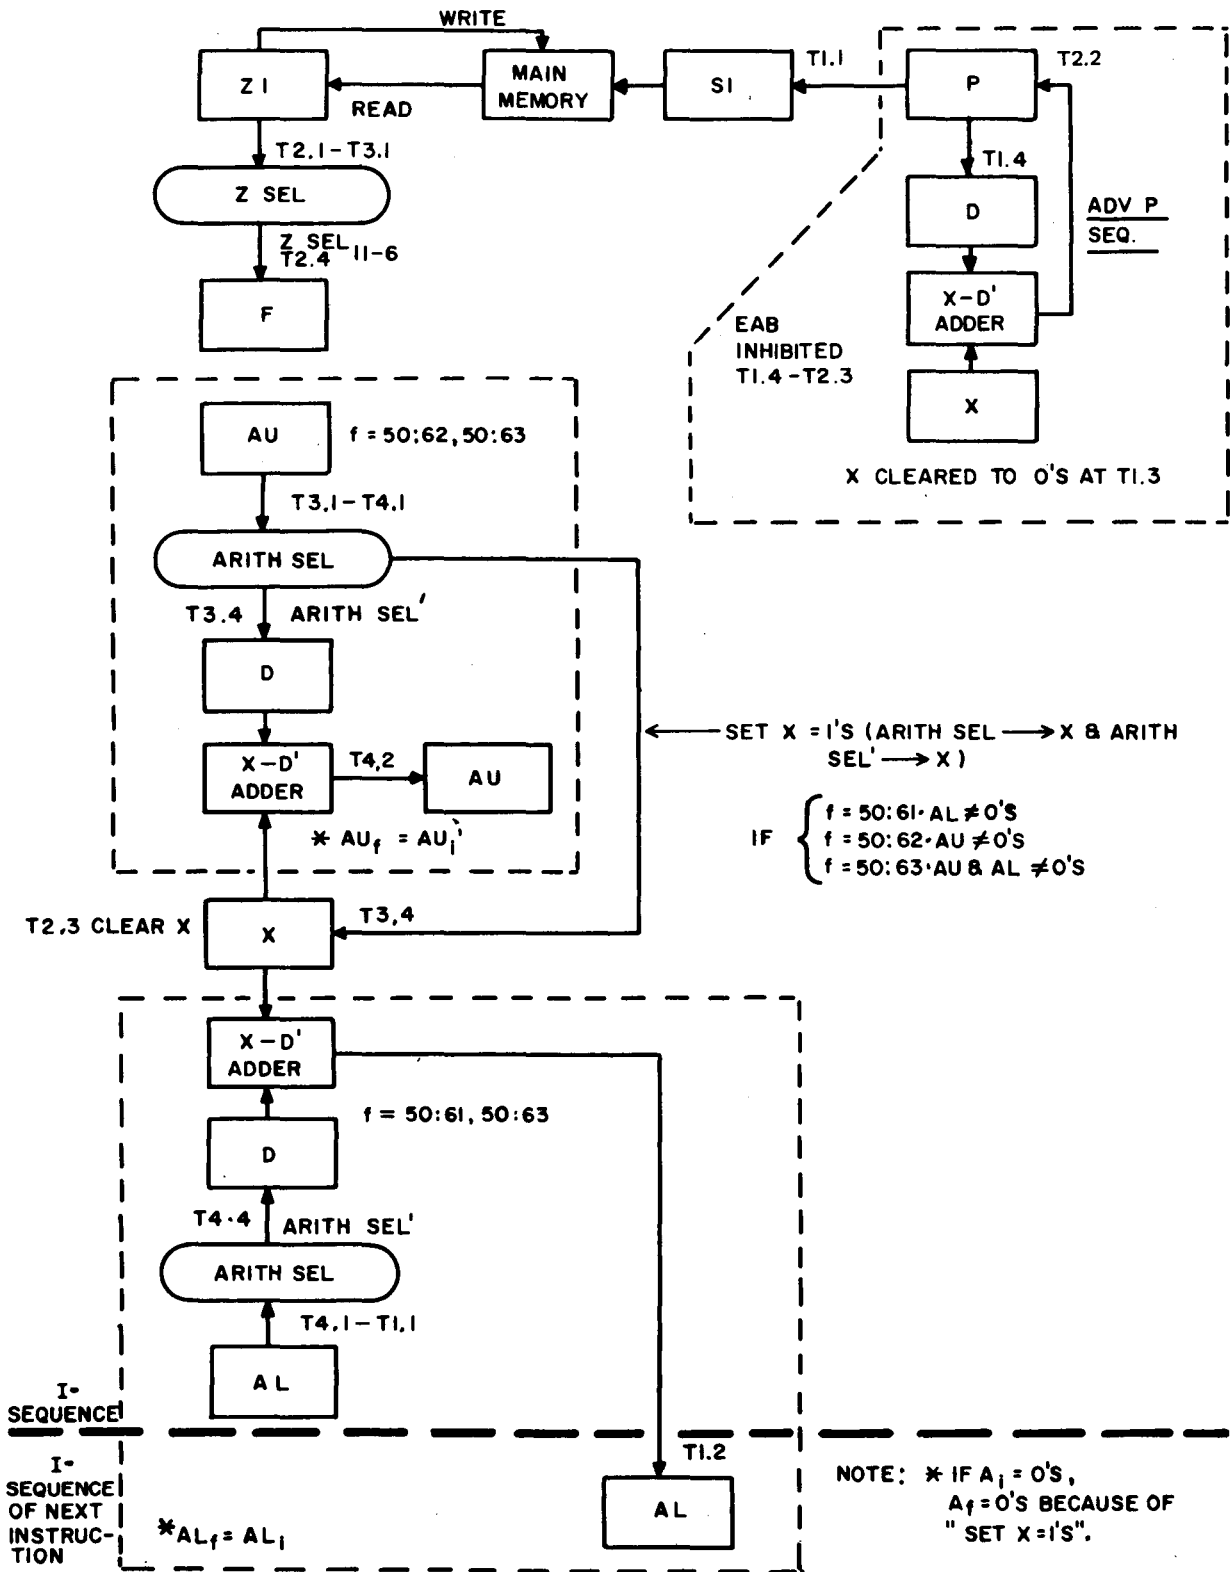 WRITE
Z1
READ
MAIN
MEMORY
S1
T1.1
P
T2.2
T2.1-T3.1
Z SEL
Z SEL 11-6
T2.4
F
T1.4
D
ADV P
SEQ.
X-D'
ADDER
X
EAB
INHIBITED
T1.4-T2.3
X CLEARED TO 0'S AT T1.3
AU
f = 50:62, 50:63
T3.1-T4.1
ARITH SEL
T3.4
ARITH SEL'
D
X-D'
ADDER
T4.2
AU
* AUf = AUi'
SET X = 1'S (ARITH SEL → X & ARITH
SEL' → X)
IF
f = 50:61· AL ≠ 0'S
f = 50:62· AU ≠ 0'S
f = 50:63· AU & AL ≠ 0'S
T2.3 CLEAR X
X
T3.4
X-D'
ADDER
f = 50:61, 50:63
D
T4.4
ARITH SEL'
ARITH SEL
T4.1-T1.1
AL
I-
SEQUENCE
I-
SEQUENCE
OF NEXT
INSTRUC-
TION
*ALf = ALi
T1.2
AL
NOTE: * IF Ai = 0'S,
Af = 0'S BECAUSE OF
"SET X = 1'S".